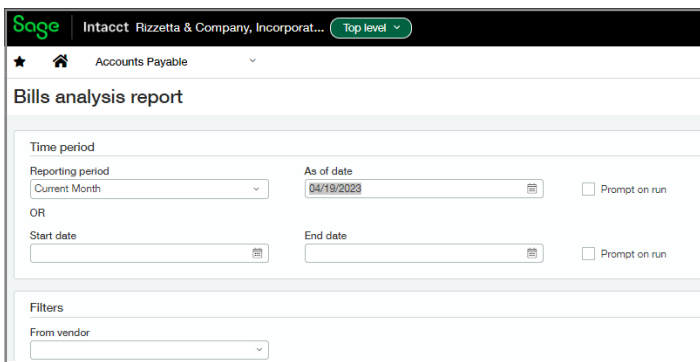 Sage Intacct Rizzetta & Company, Incorporat... Top level
Accounts Payable
Bills analysis report
Time period
Reporting period As of date
Current Month 04/19/2023 Prompt on run
OR
Start date End date
Prompt on run
Filters
From vendor